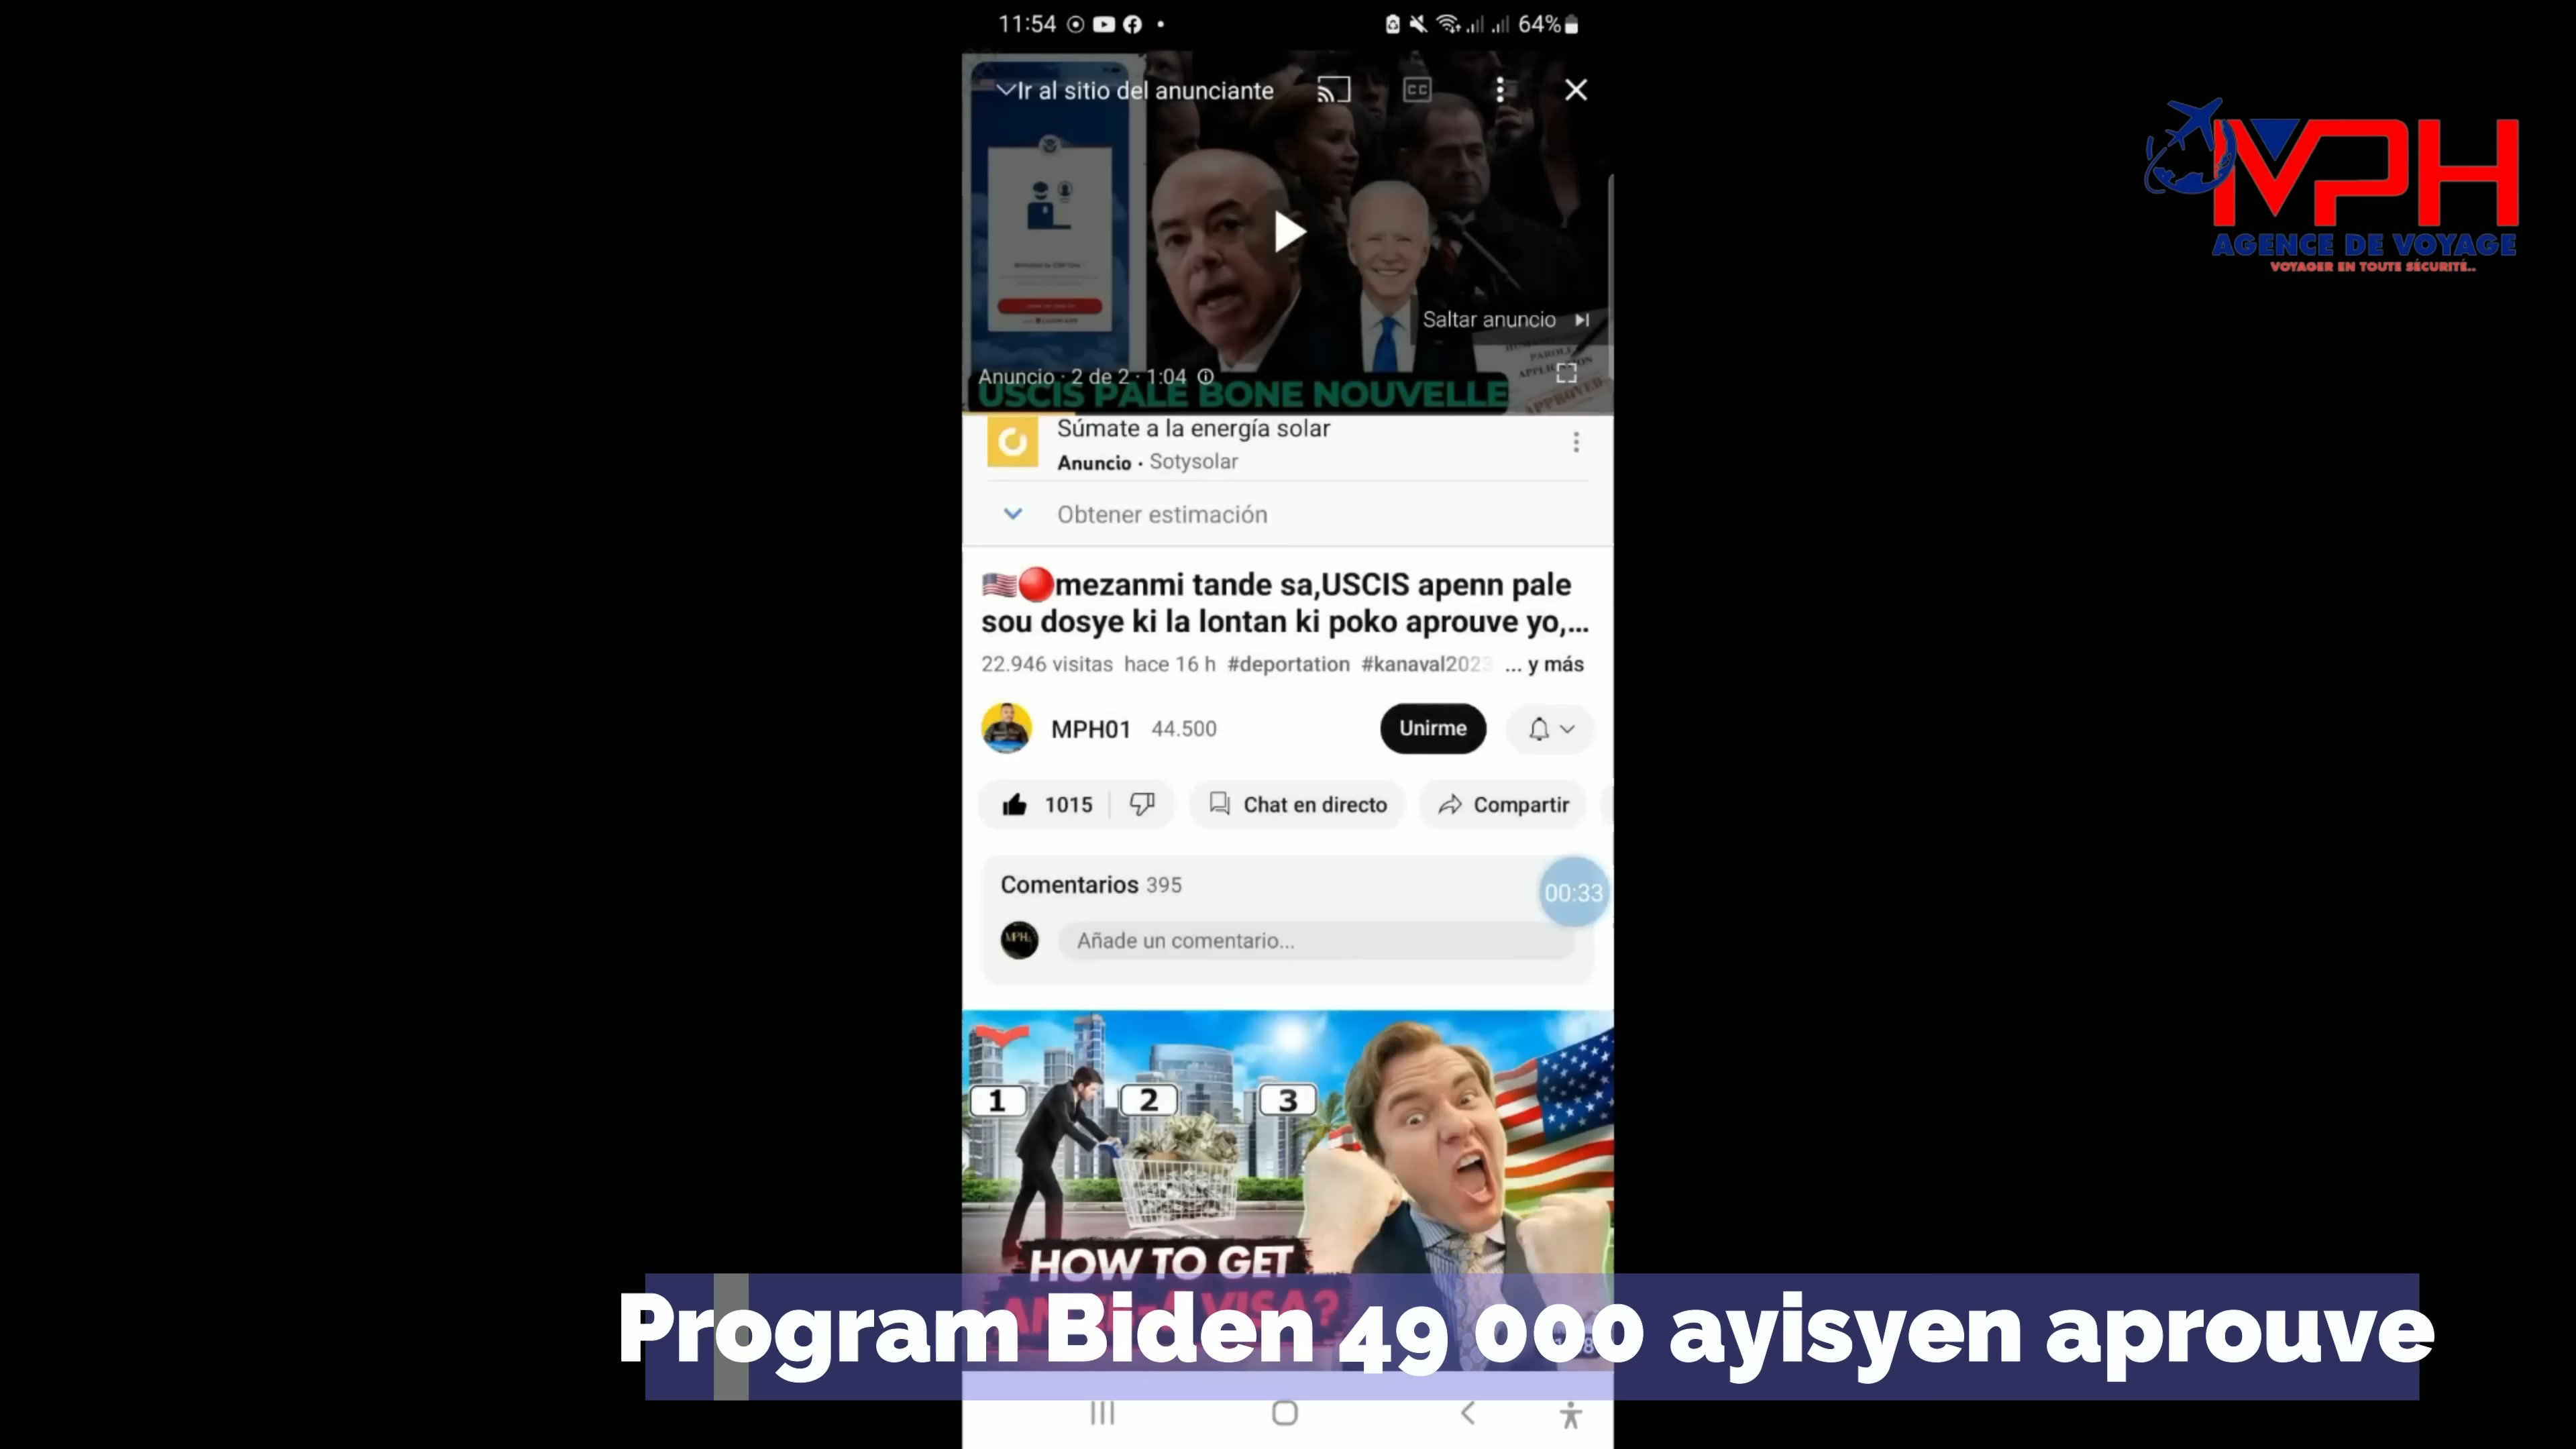 11:54
64%
Ir al sitio del anunciante
CC
MPH
AGENCE DE VOYAGE
VOYAGER EN TOUTE SÉCURITÉ..
Saltar anuncio
PAROLE
APPROVED
Anuncio · 2 de 2 · 1:04
USCIS PALE BONE NOUVELLE
Súmate a la energía solar
Anuncio · Sotysolar
Obtener estimación
mezanmi tande sa,USCIS apenn pale
sou dosye ki la lontan ki poko aprouve yo,...
22.946 visitas hace 16 h #deportation #kanaval2023 ... y más
MPH01 44.500
Unirme
1015
Chat en directo
Compartir
Comentarios 395
00:33
Añade un comentario...
1 2 3
HOW TO GET
VISA?
Program Biden 49 000 ayisyen aprouve